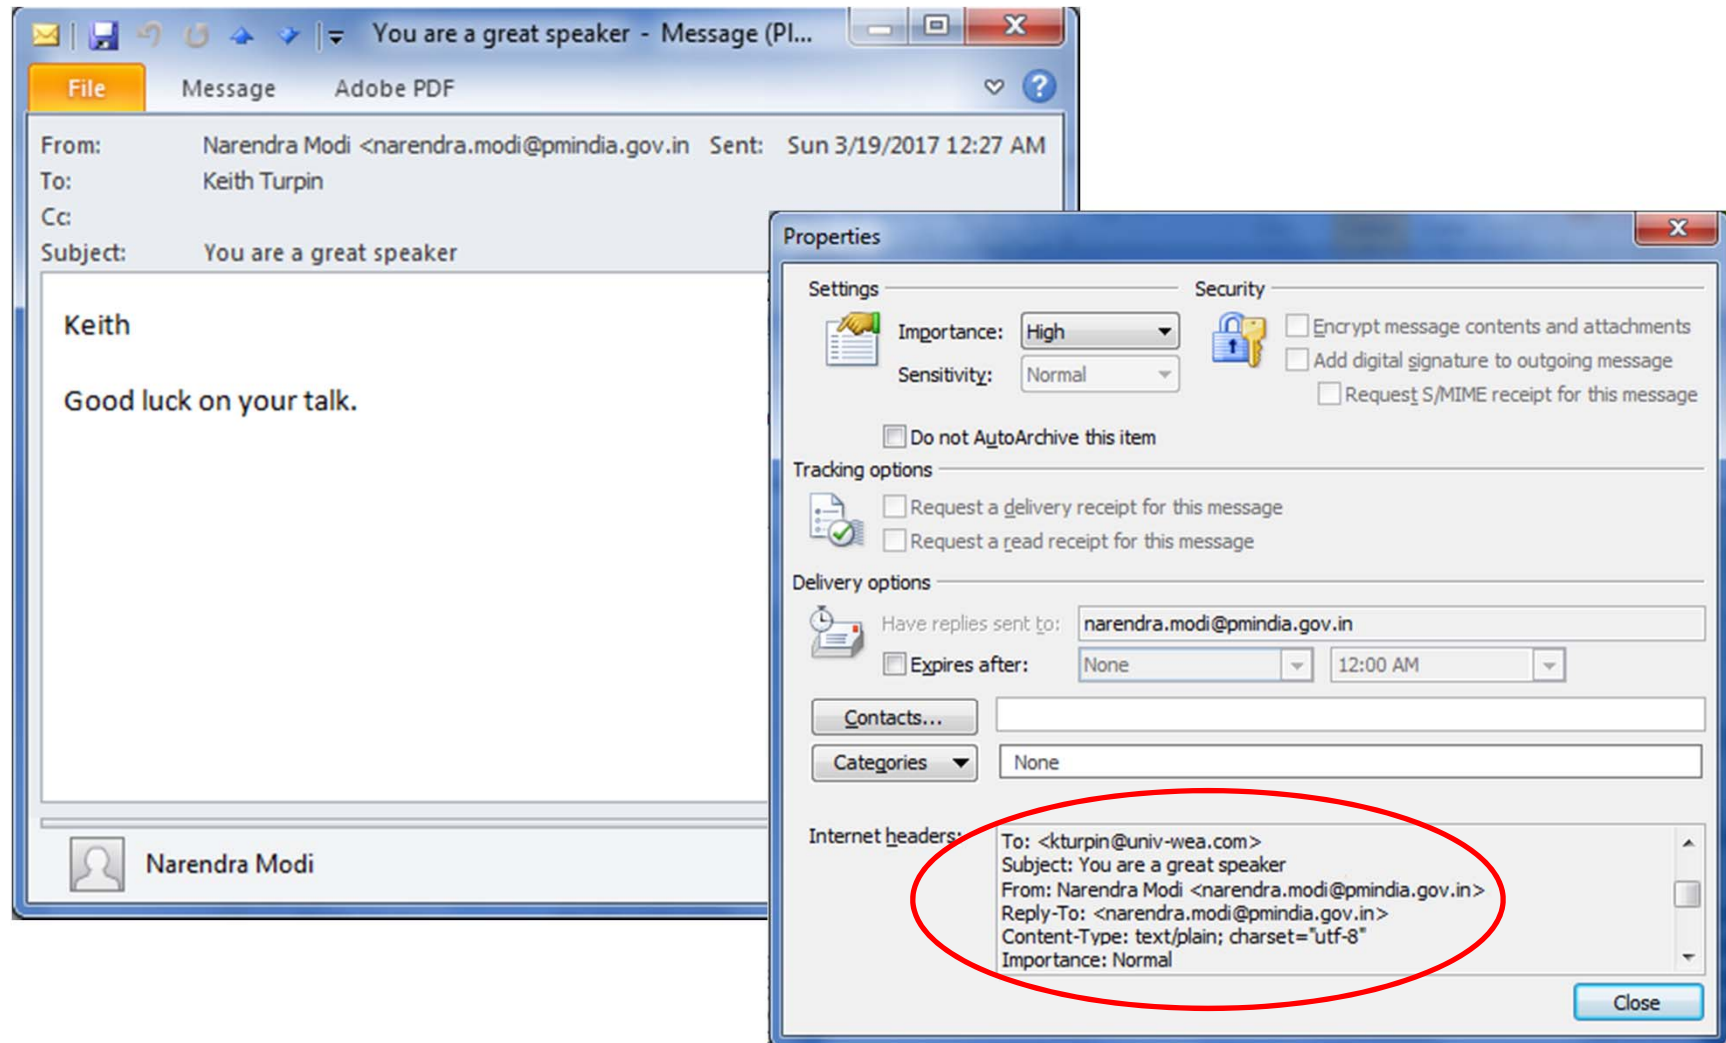 You are a great speaker - Message (Pl...
File Message Adobe PDF
From: Narendra Modi <narendra.modi@pmindia.gov.in Sent: Sun 3/19/2017 12:27 AM
To: Keith Turpin
Cc:
Subject: You are a great speaker
Keith
Good luck on your talk.
Narendra Modi
Properties
Settings Security
Importance: High
Sensitivity: Normal
Encrypt message contents and attachments
Add digital signature to outgoing message
Request S/MIME receipt for this message
Do not AutoArchive this item
Tracking options
Request a delivery receipt for this message
Request a read receipt for this message
Delivery options
Have replies sent to: narendra.modi@pmindia.gov.in
Expires after: None 12:00 AM
Contacts...
Categories None
Internet headers:
To: <kturpin@univ-wea.com>
Subject: You are a great speaker
From: Narendra Modi <narendra.modi@pmindia.gov.in>
Reply-To: <narendra.modi@pmindia.gov.in>
Content-Type: text/plain; charset="utf-8"
Importance: Normal
Close